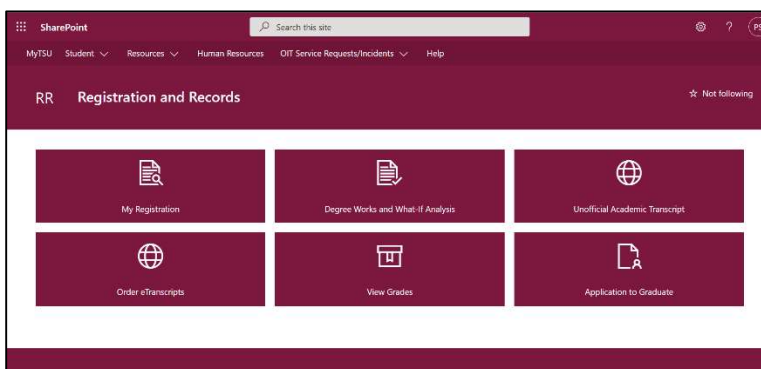 SharePoint Search this site ? PS
MyTSU Student Resources Human Resources OIT Service Requests/Incidents Help
RR Registration and Records ☆ Not following
My Registration Degree Works and What-If Analysis Unofficial Academic Transcript
Order eTranscripts View Grades Application to Graduate